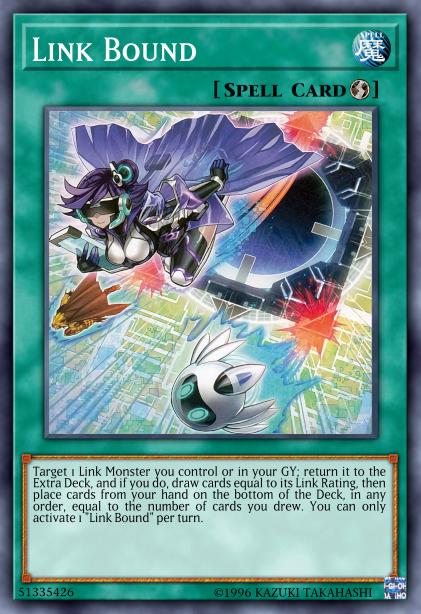 LINK BOUND
SPELL
魔
[SPELL CARD]
Target 1 Link Monster you control or in your GY; return it to the
Extra Deck, and if you do, draw cards equal to its Link Rating, then
place cards from your hand on the bottom of the Deck, in any
order, equal to the number of cards you drew. You can only
activate 1 "Link Bound" per turn.
51335426
©1996 KAZUKI TAKAHASHI